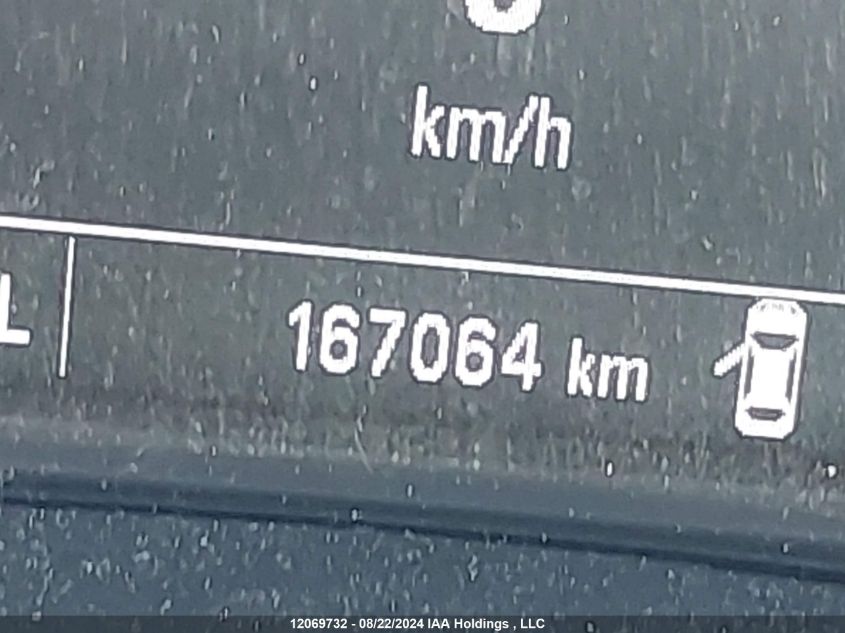 km/h
L
167064 km
12069732 - 08/22/2024 IAA Holdings , LLC